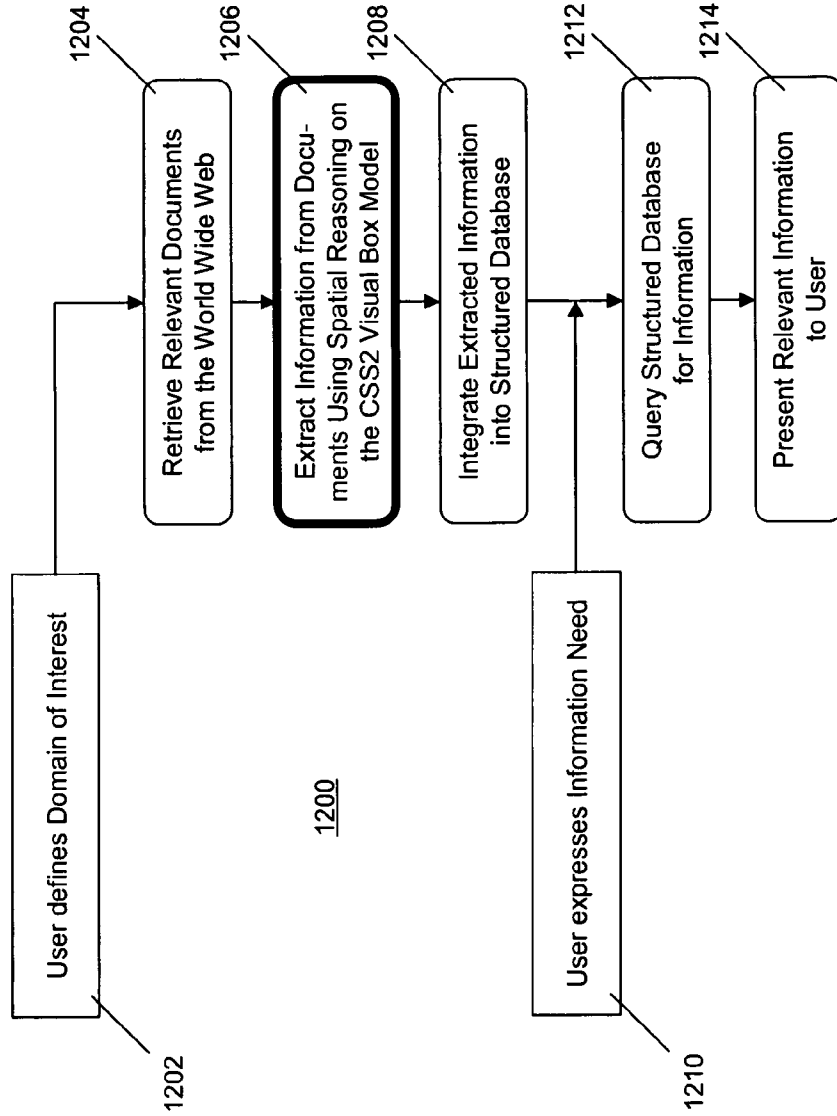 User defines Domain of Interest
1202
Retrieve Relevant Documents
from the World Wide Web
1204
Extract Information from Docu-
ments Using Spatial Reasoning on
the CSS2 Visual Box Model
1206
Integrate Extracted Information
into Structured Database
1208
1200
User expresses Information Need
1210
Query Structured Database
for Information
1212
Present Relevant Information
to User
1214